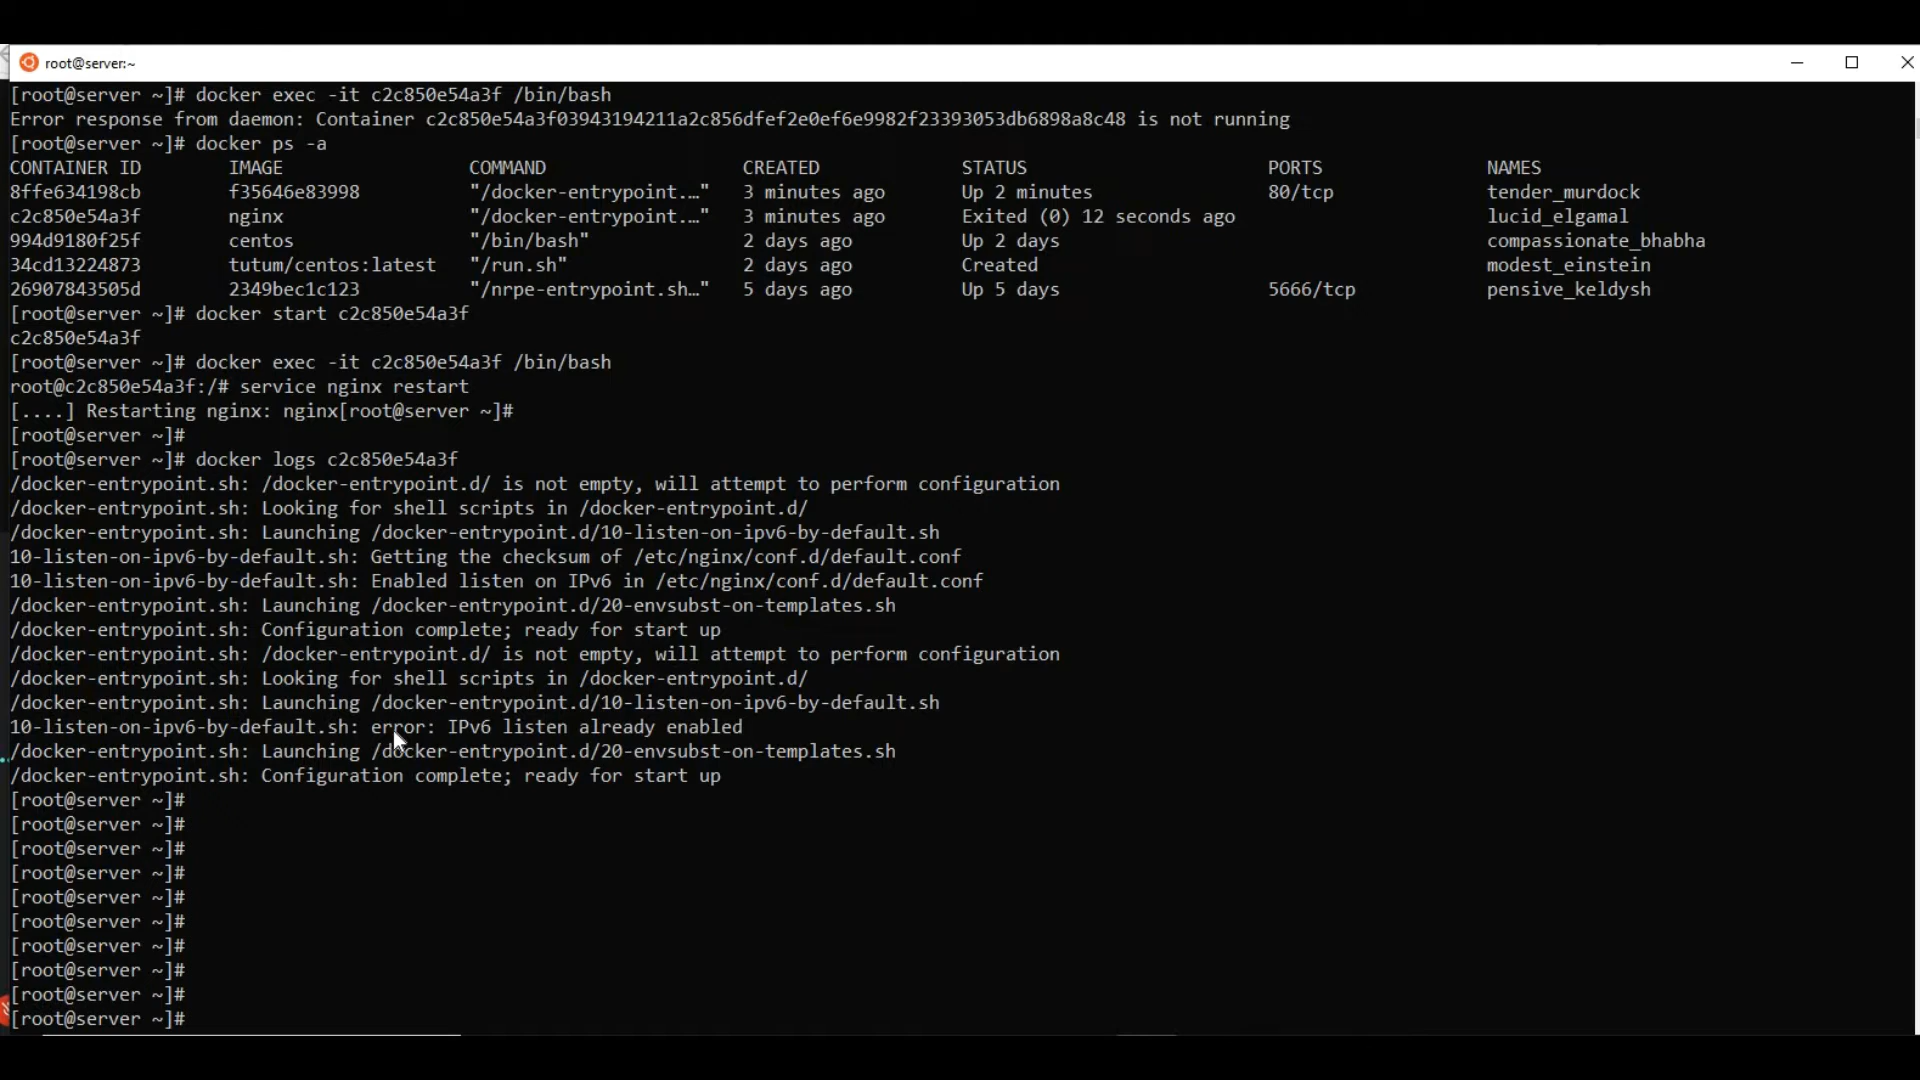 root@server:~
[root@server ~]# docker exec -it c2c850e54a3f /bin/bash
Error response from daemon: Container c2c850e54a3f03943194211a2c856dfef2e0ef6e9982f23393053db6898a8c48 is not running
[root@server ~]# docker ps -a
CONTAINER ID IMAGE COMMAND CREATED STATUS PORTS NAMES
8ffe634198cb f35646e83998 "/docker-entrypoint.…" 3 minutes ago Up 2 minutes 80/tcp tender_murdock
c2c850e54a3f nginx "/docker-entrypoint.…" 3 minutes ago Exited (0) 12 seconds ago lucid_elgamal
994d9180f25f centos "/bin/bash" 2 days ago Up 2 days compassionate_bhabha
34cd13224873 tutum/centos:latest "/run.sh" 2 days ago Created modest_einstein
26907843505d 2349bec1c123 "/nrpe-entrypoint.sh…" 5 days ago Up 5 days 5666/tcp pensive_keldysh
[root@server ~]# docker start c2c850e54a3f
c2c850e54a3f
[root@server ~]# docker exec -it c2c850e54a3f /bin/bash
root@c2c850e54a3f:/# service nginx restart
[....] Restarting nginx: nginx[root@server ~]#
[root@server ~]#
[root@server ~]# docker logs c2c850e54a3f
/docker-entrypoint.sh: /docker-entrypoint.d/ is not empty, will attempt to perform configuration
/docker-entrypoint.sh: Looking for shell scripts in /docker-entrypoint.d/
/docker-entrypoint.sh: Launching /docker-entrypoint.d/10-listen-on-ipv6-by-default.sh
10-listen-on-ipv6-by-default.sh: Getting the checksum of /etc/nginx/conf.d/default.conf
10-listen-on-ipv6-by-default.sh: Enabled listen on IPv6 in /etc/nginx/conf.d/default.conf
/docker-entrypoint.sh: Launching /docker-entrypoint.d/20-envsubst-on-templates.sh
/docker-entrypoint.sh: Configuration complete; ready for start up
/docker-entrypoint.sh: /docker-entrypoint.d/ is not empty, will attempt to perform configuration
/docker-entrypoint.sh: Looking for shell scripts in /docker-entrypoint.d/
/docker-entrypoint.sh: Launching /docker-entrypoint.d/10-listen-on-ipv6-by-default.sh
10-listen-on-ipv6-by-default.sh: error: IPv6 listen already enabled
/docker-entrypoint.sh: Launching /docker-entrypoint.d/20-envsubst-on-templates.sh
/docker-entrypoint.sh: Configuration complete; ready for start up
[root@server ~]#
[root@server ~]#
[root@server ~]#
[root@server ~]#
[root@server ~]#
[root@server ~]#
[root@server ~]#
[root@server ~]#
[root@server ~]#
[root@server ~]#